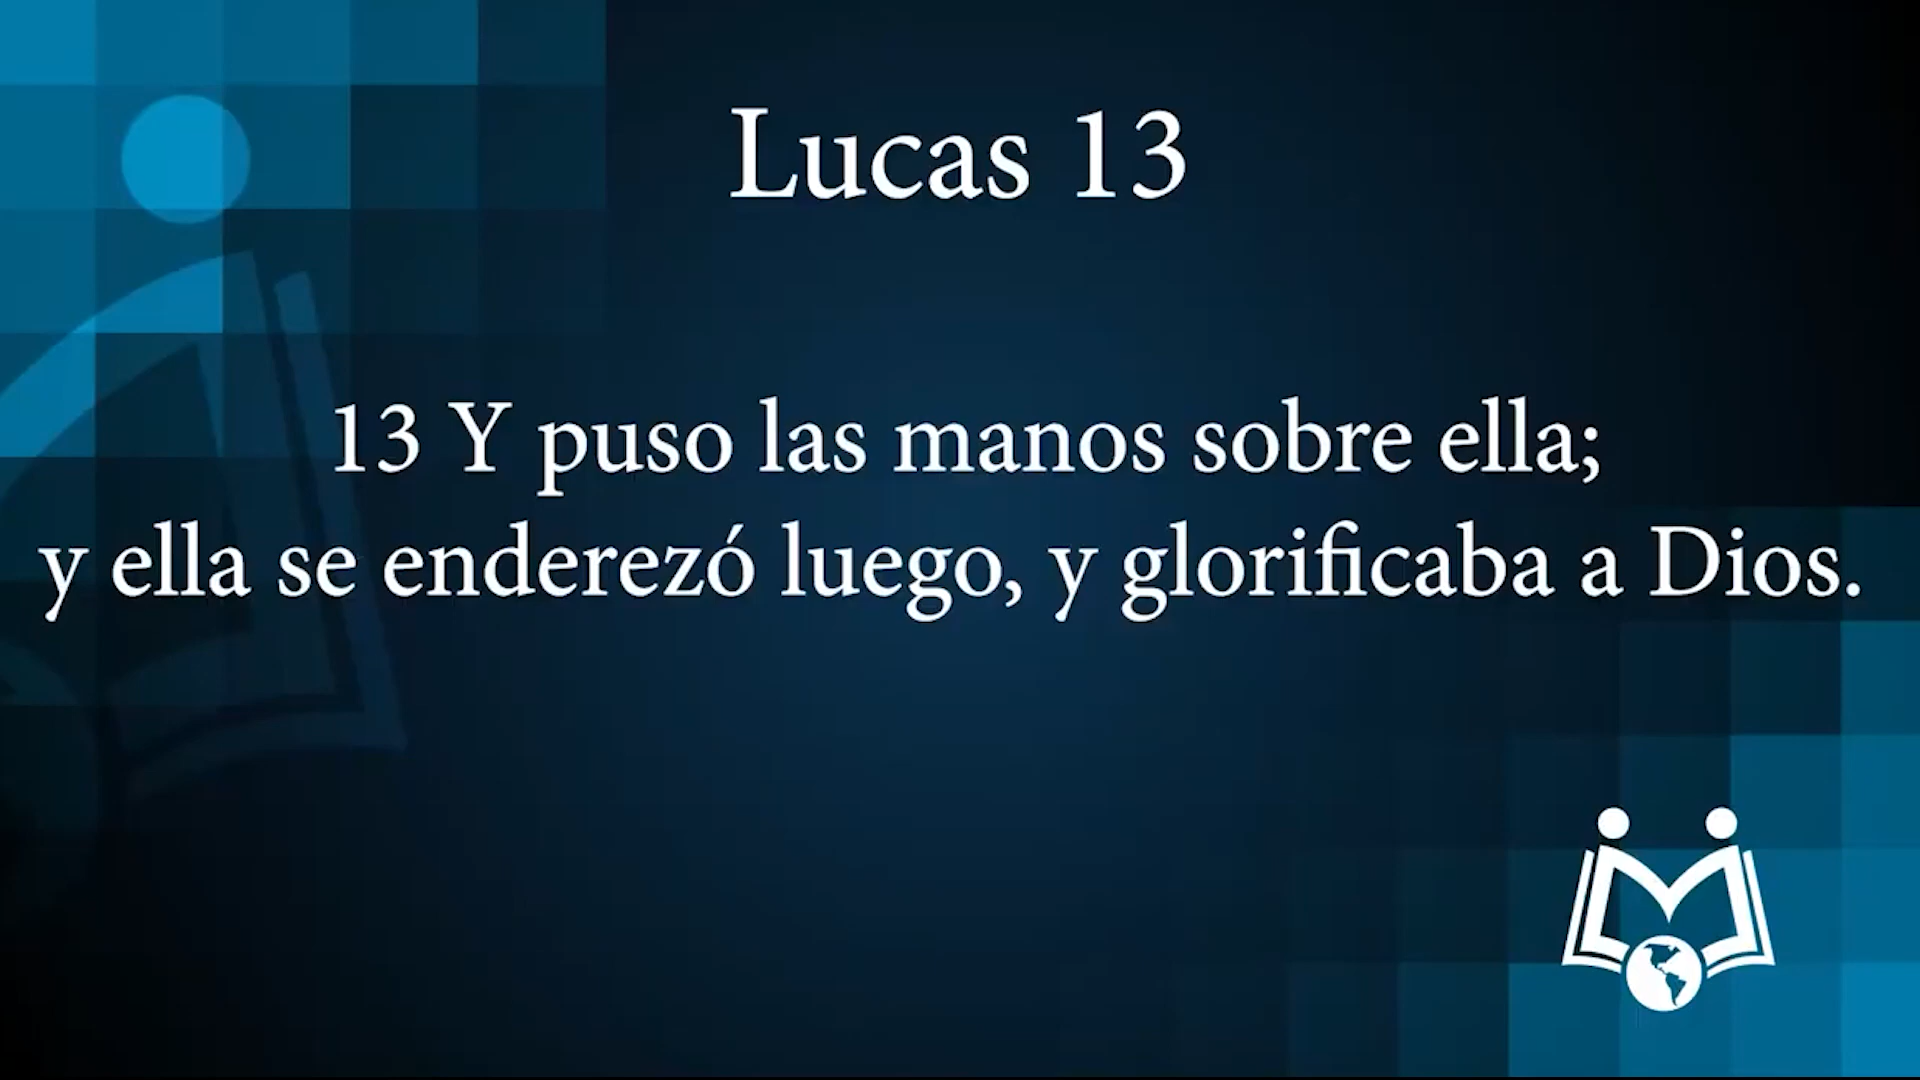 Lucas 13
13 Y puso las manos sobre ella;
y ella se enderezó luego, y glorificaba a Dios.